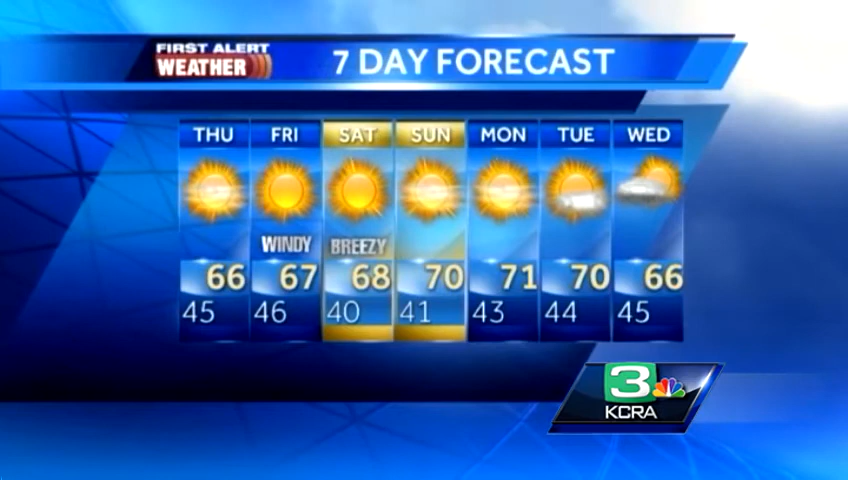 FIRST ALERT
WEATHER
7 DAY FORECAST
THU FRI SAT SUN MON TUE WED
WINDY BREEZY
66 67 68 70 71 70 66
45 46 40 41 43 44 45
3
KCRA